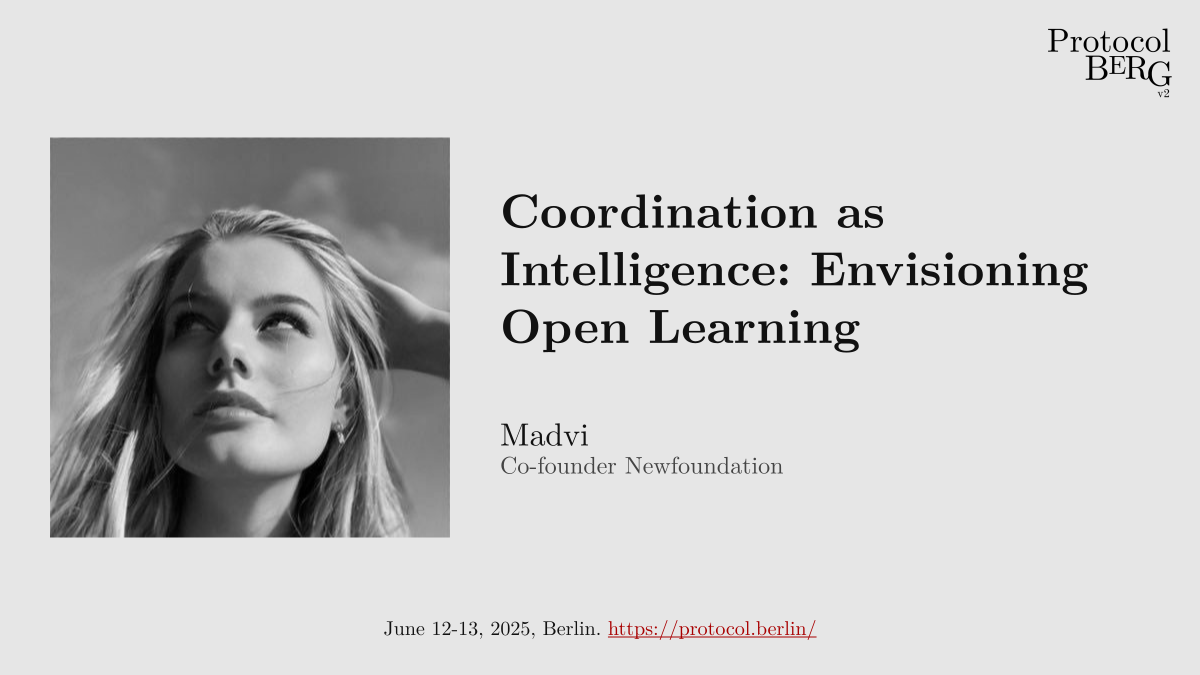 Protocol
BERG
v2
Coordination as
Intelligence: Envisioning
Open Learning
Madvi
Co-founder Newfoundation
June 12-13, 2025, Berlin. https://protocol.berlin/